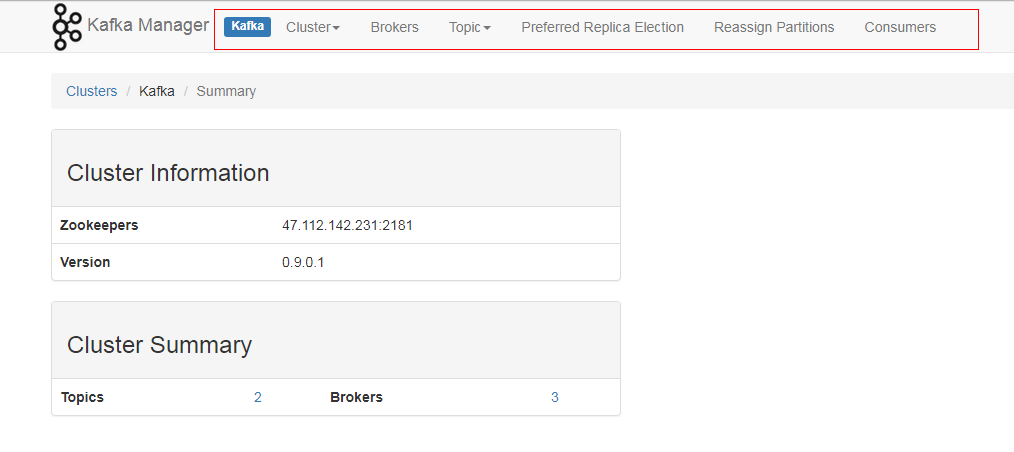 Kafka Manager Kafka Cluster Brokers Topic Preferred Replica Election Reassign Partitions Consumers
Clusters / Kafka / Summary
Cluster Information
Zookeepers 47.112.142.231:2181
Version 0.9.0.1
Cluster Summary
Topics 2 Brokers 3